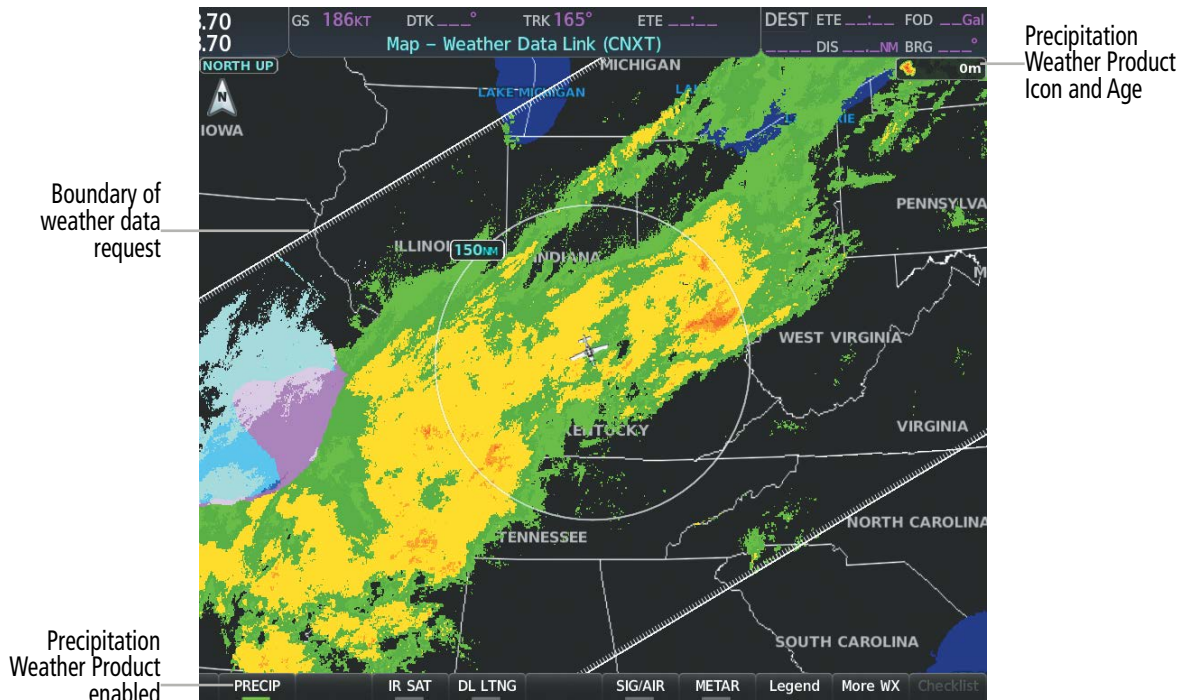 .70
.70
GS 186KT DTK ___° TRK 165° ETE __:__
Map – Weather Data Link (CNXT)
DEST ETE __:__ FOD __Gal
____ DIS __._NM BRG ___°
NORTH UP
N
0m
Precipitation
Weather Product
Icon and Age
MICHIGAN
LAKE MICHIGAN
IOWA
PENNSYLVA
Boundary of
weather data
request
ILLINOI
150NM
INDIANA
WEST VIRGINIA
VIRGINIA
KENTUCKY
NORTH CAROLINA
TENNESSEE
SOUTH CAROLINA
Precipitation
Weather Product
enabled
PRECIP IR SAT DL LTNG SIG/AIR METAR Legend More WX Checklist